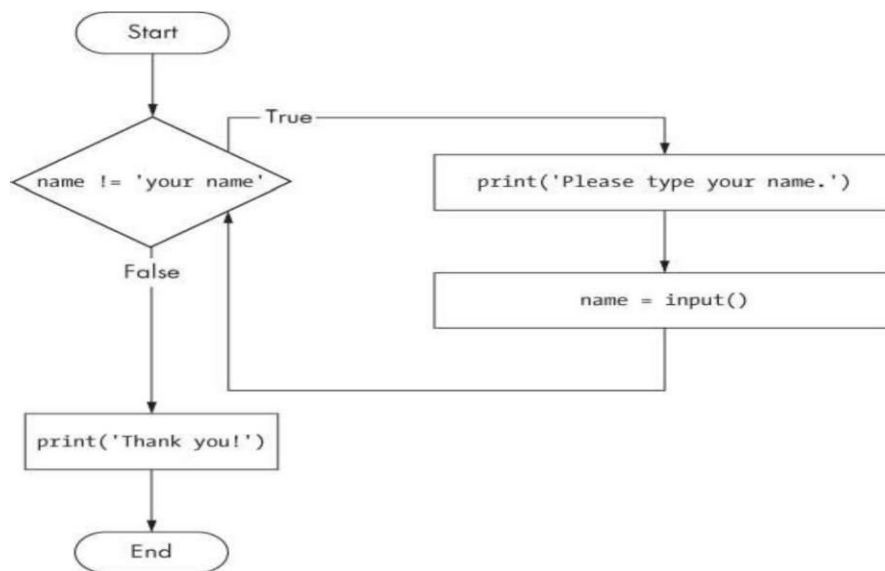 Start
True
name != 'your name'
print('Please type your name.')
False
name = input()
print('Thank you!')
End